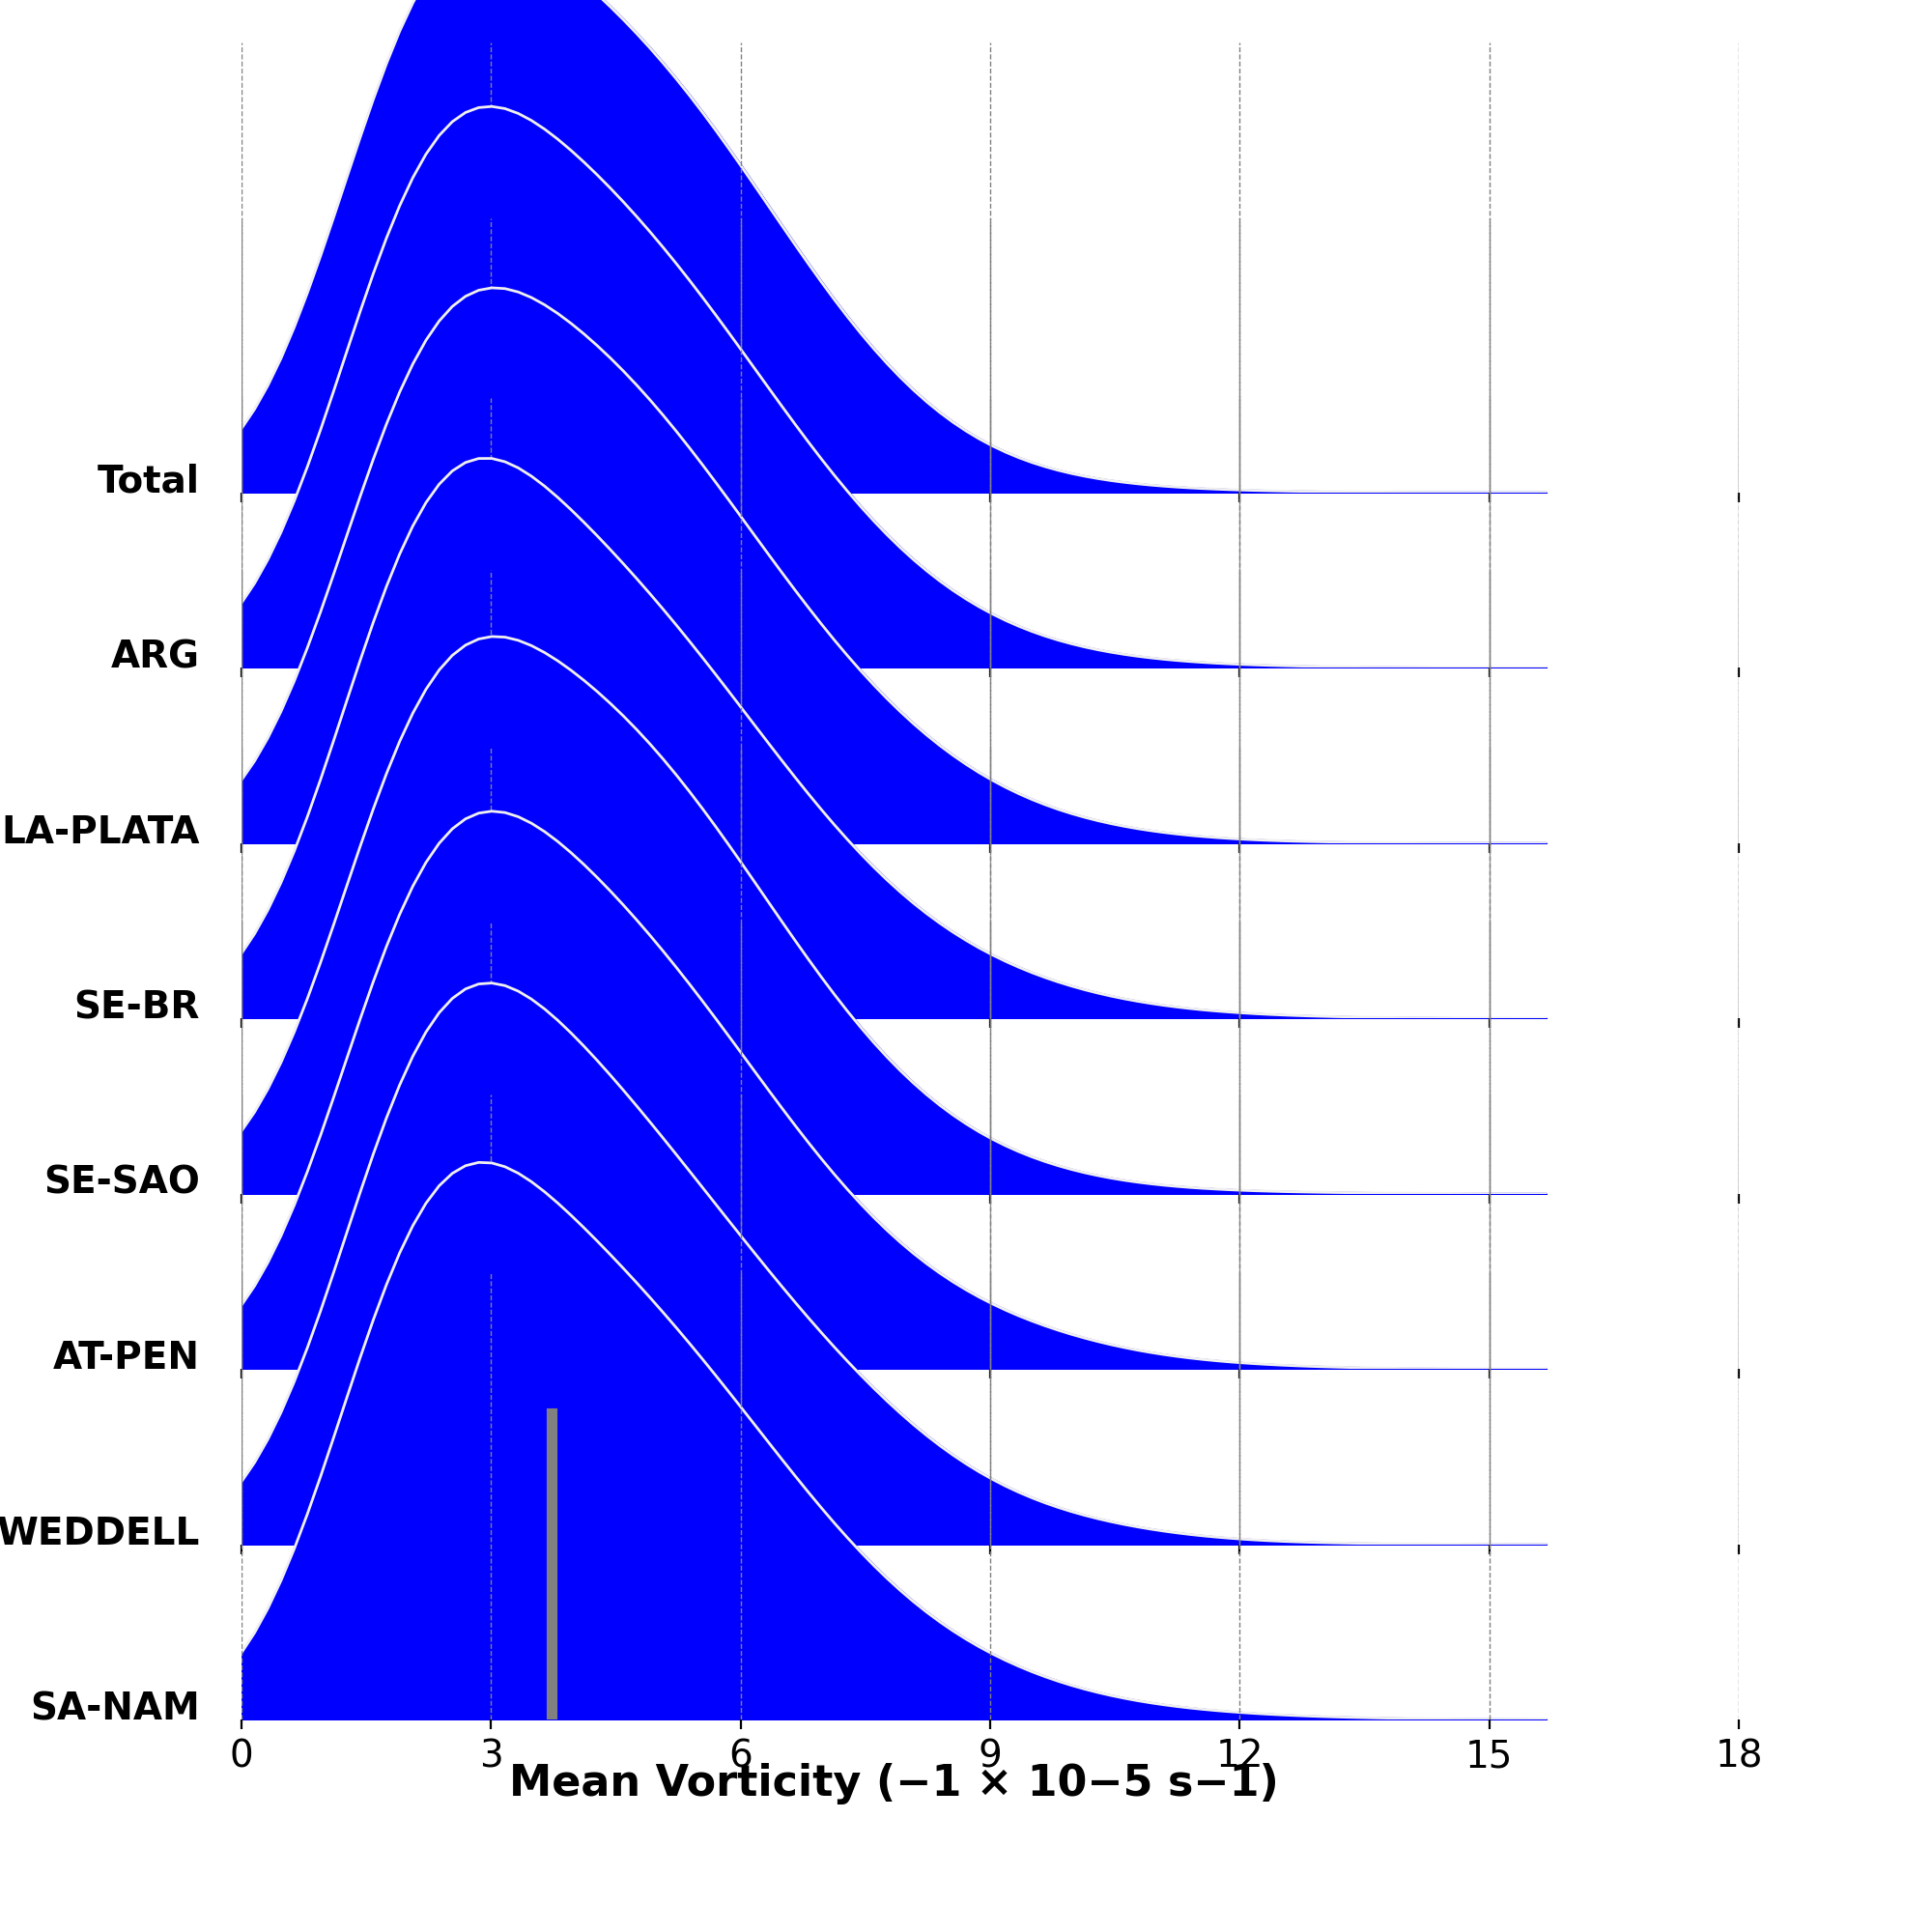 Total
ARG
LA-PLATA
SE-BR
SE-SAO
AT-PEN
WEDDELL
SA-NAM
0 3 6 9 12 15 18
Mean Vorticity (−1 × 10−5 s−1)